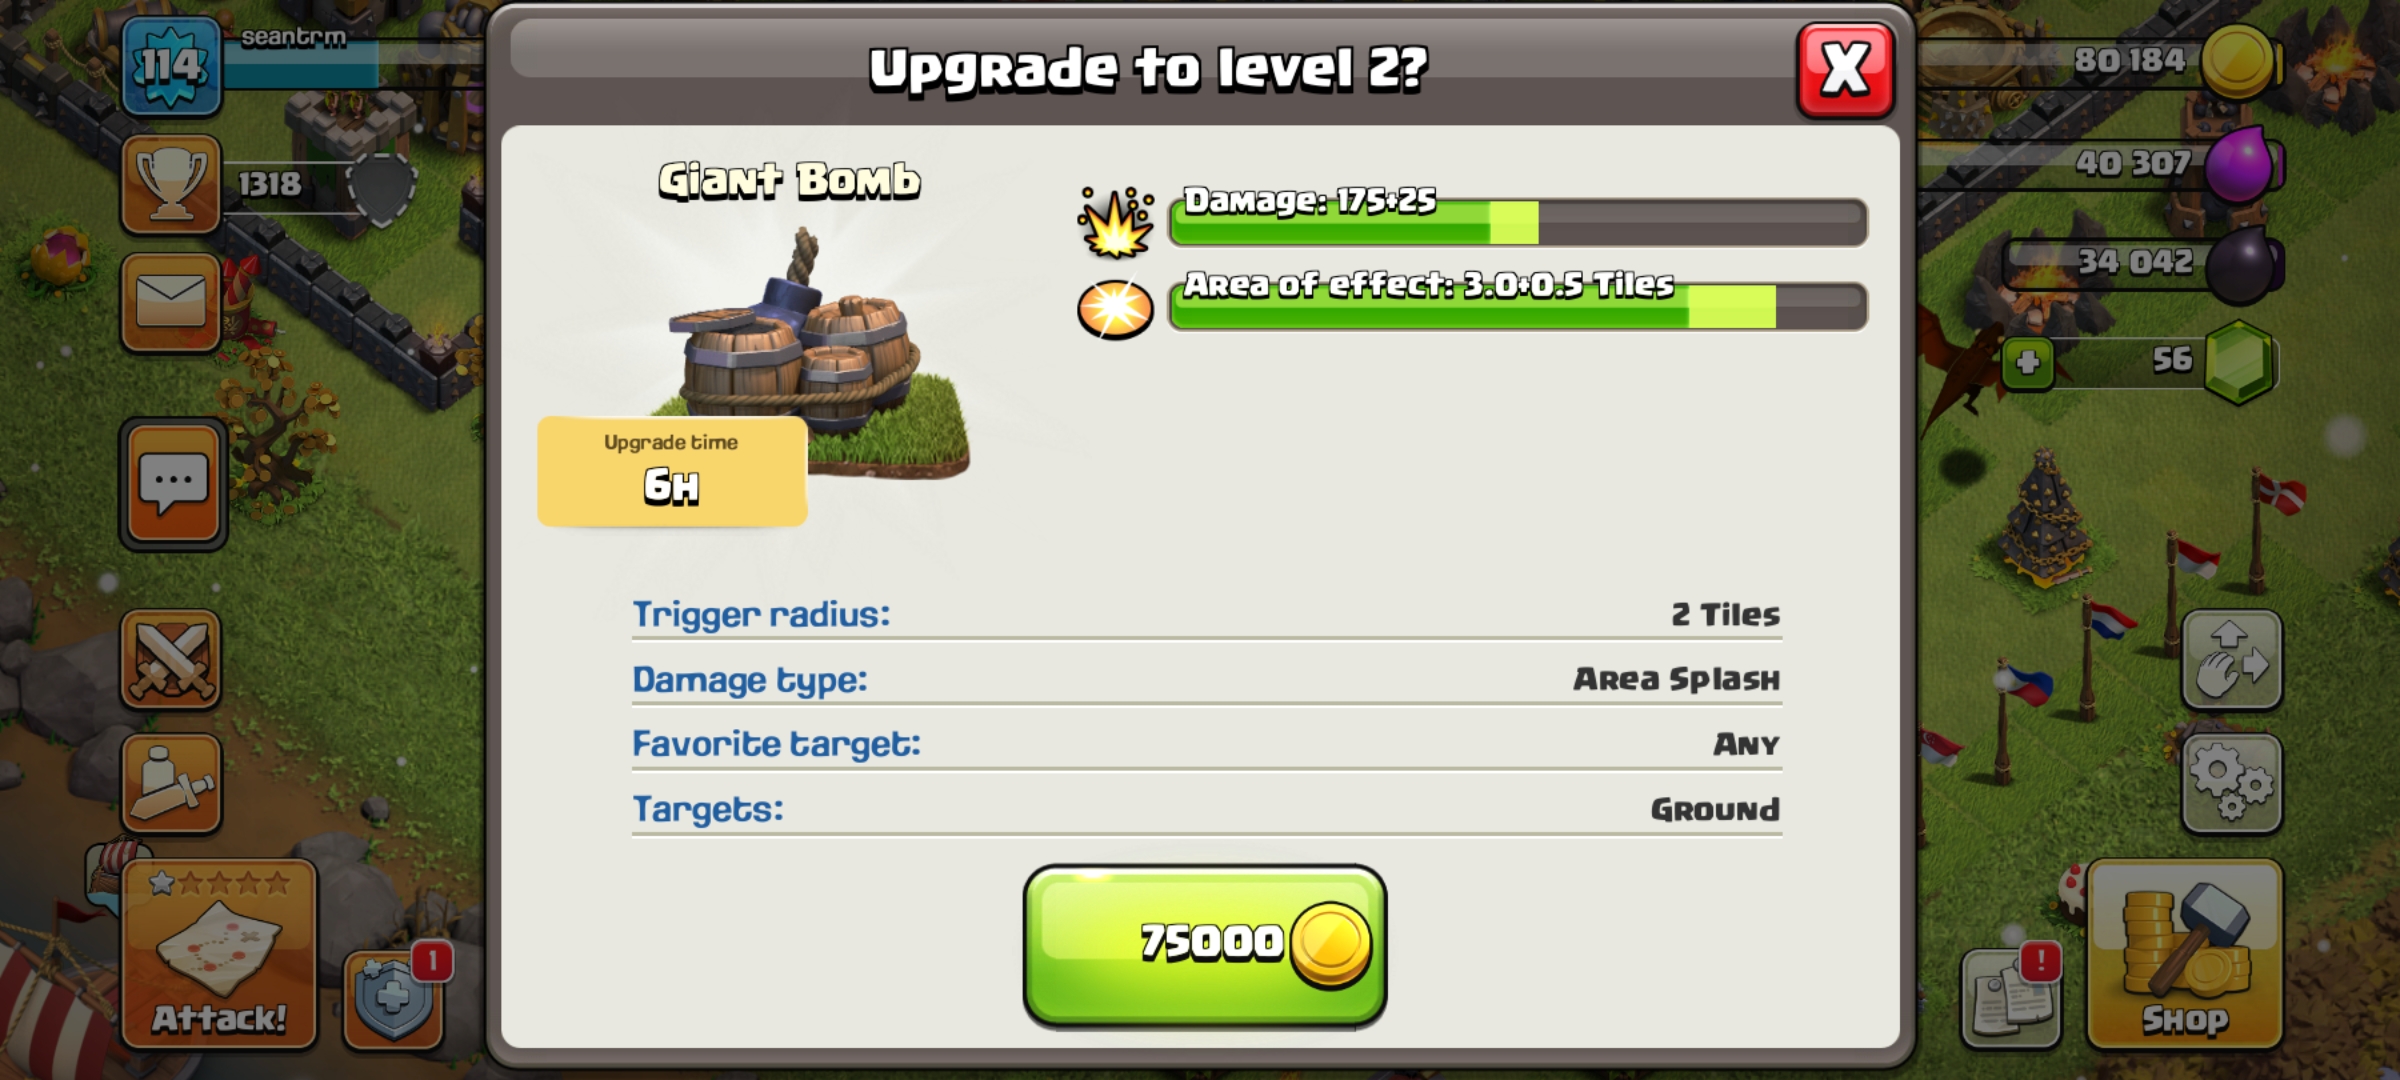 114
seantrm
Upgrade to level 2?
X
80 184
1318
Giant Bomb
Damage: 175+25
40 307
Area of effect: 3.0+0.5 Tiles
34 042
56
Upgrade time
6H
Trigger radius:
2 Tiles
Damage type:
Area Splash
Favorite target:
Any
Targets:
Ground
75000
1
!
Attack!
Shop